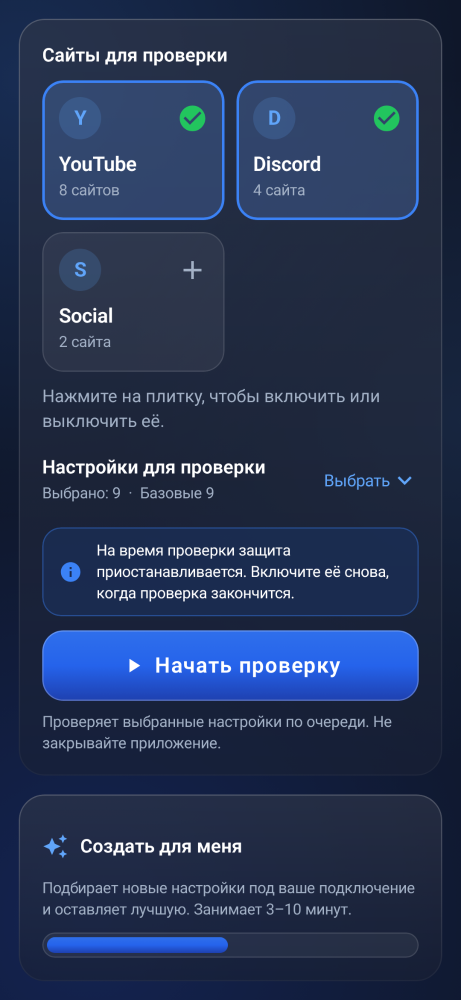 Сайты для проверки
Y
D
YouTube
Discord
8 сайтов
4 сайта
S
Social
2 сайта
Нажмите на плитку, чтобы включить или
выключить её.
Настройки для проверки
Выбрано: 9 · Базовые 9
Выбрать
На время проверки защита
приостанавливается. Включите её снова,
когда проверка закончится.
Начать проверку
Проверяет выбранные настройки по очереди. Не
закрывайте приложение.
Создать для меня
Подбирает новые настройки под ваше подключение
и оставляет лучшую. Занимает 3–10 минут.